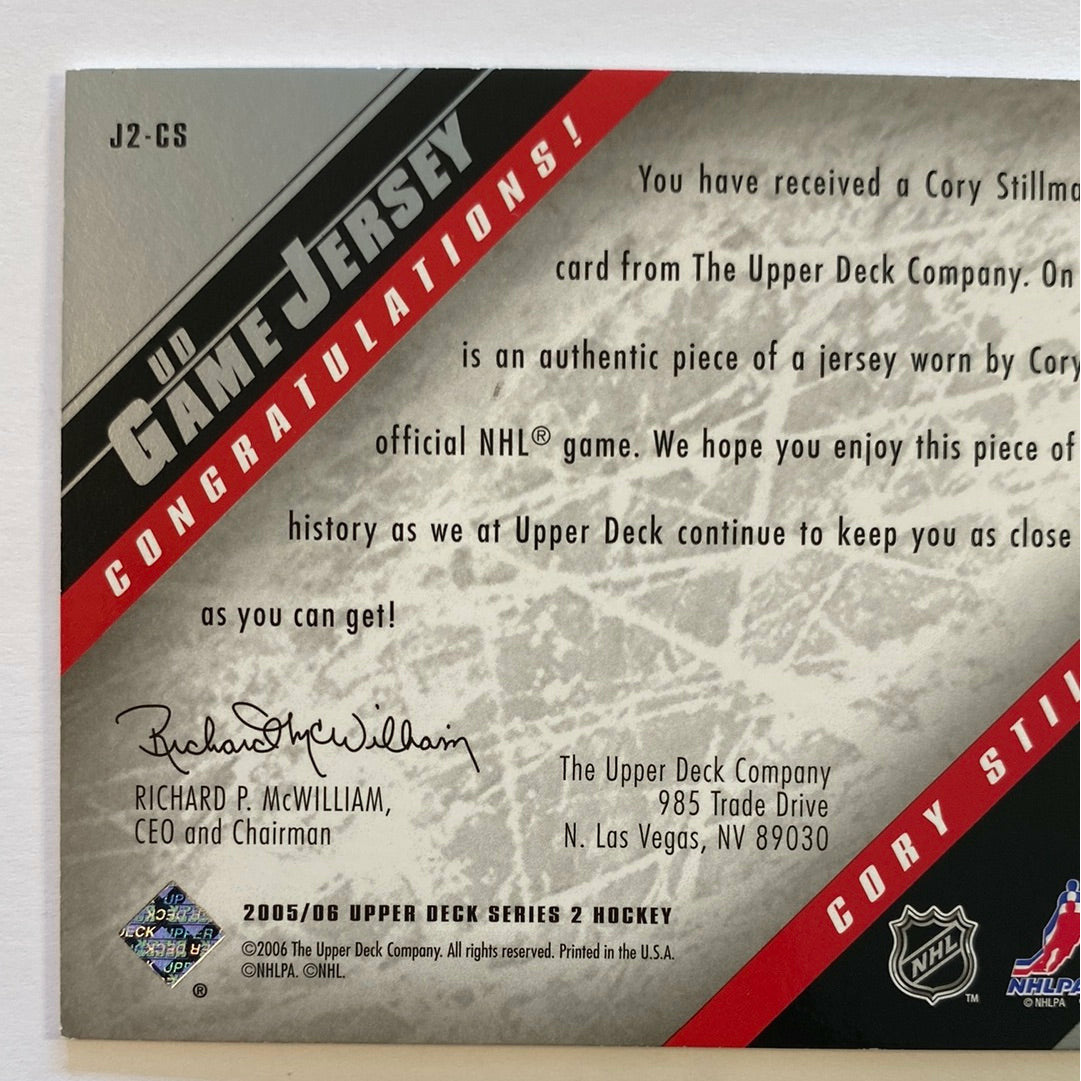 J2-CS
UD
GAME JERSEY
CONGRATULATIONS!
You have received a Cory Stillma
card from The Upper Deck Company. On
is an authentic piece of a jersey worn by Cory
official NHL® game. We hope you enjoy this piece of
history as we at Upper Deck continue to keep you as close
as you can get!
Richard P. McWilliam
RICHARD P. McWILLIAM,
CEO and Chairman
The Upper Deck Company
985 Trade Drive
N. Las Vegas, NV 89030
CORY STIL
UPPER DECK
®
2005/06 UPPER DECK SERIES 2 HOCKEY
©2006 The Upper Deck Company. All rights reserved. Printed in the U.S.A.
©NHLPA. ©NHL.
NHL
TM
NHLPA
© NHLPA